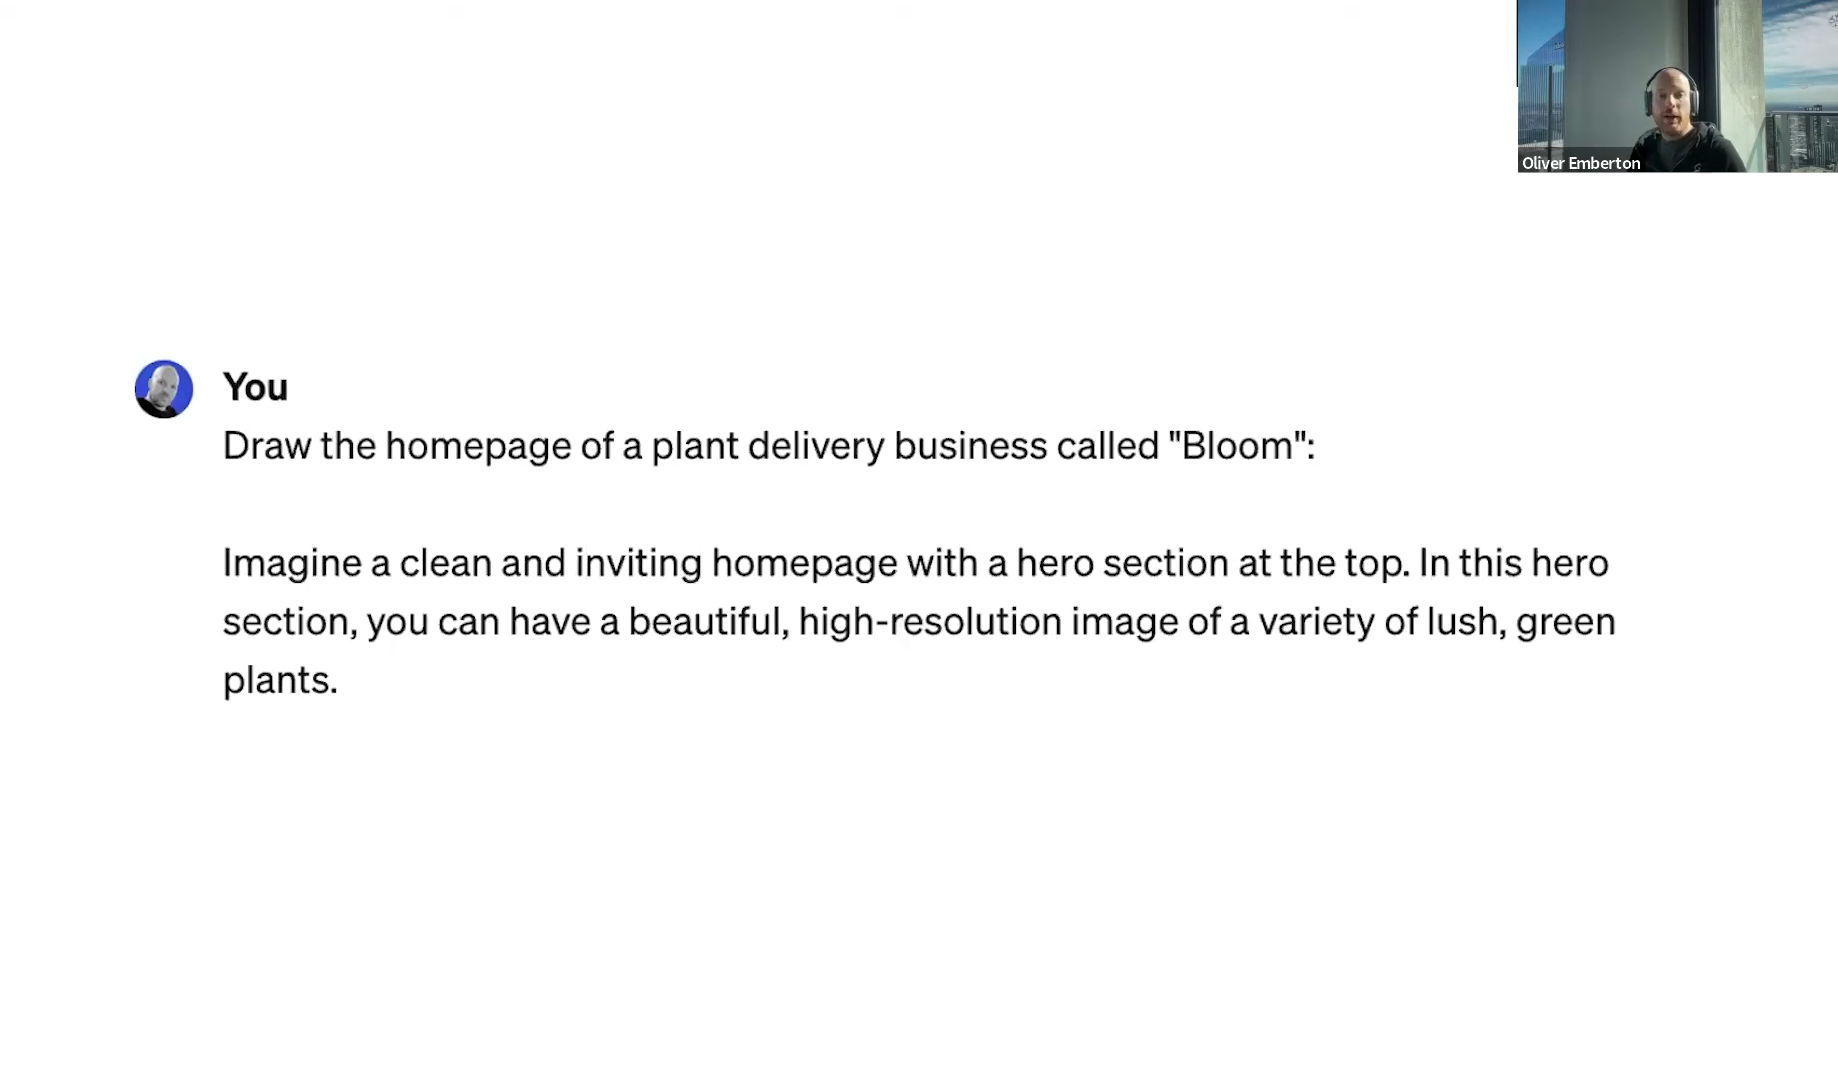 Oliver Emberton
You
Draw the homepage of a plant delivery business called "Bloom":
Imagine a clean and inviting homepage with a hero section at the top. In this hero
section, you can have a beautiful, high-resolution image of a variety of lush, green
plants.